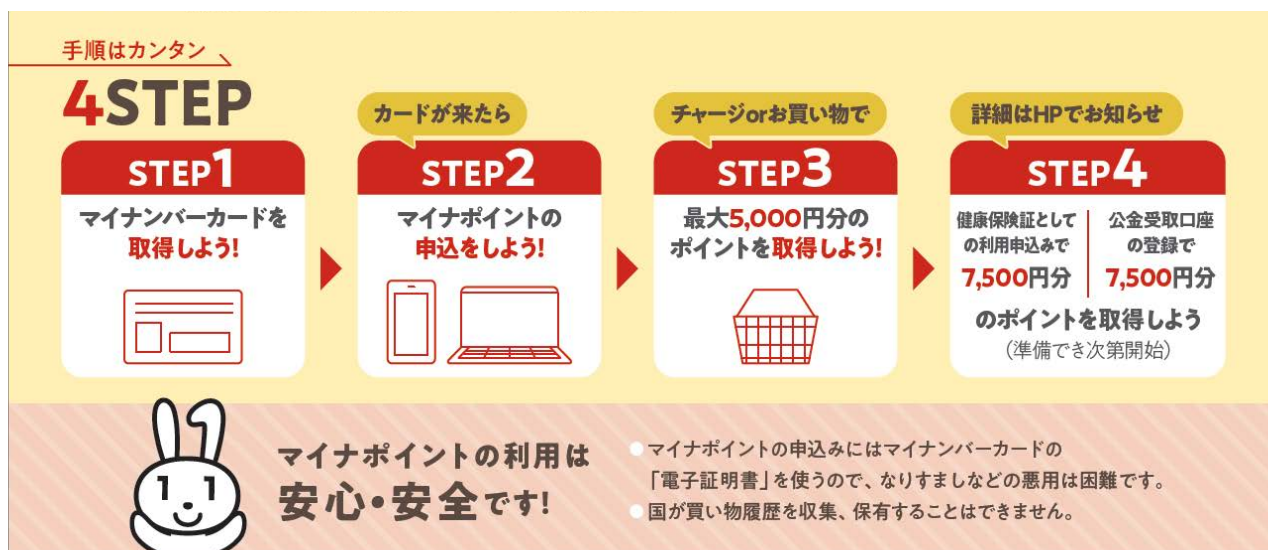 手順はカンタン
4STEP
STEP1
マイナンバーカードを
取得しよう!
カードが来たら
STEP2
マイナポイントの
申込をしよう!
チャージorお買い物で
STEP3
最大5,000円分の
ポイントを取得しよう!
詳細はHPでお知らせ
STEP4
健康保険証として
の利用申込みで
7,500円分
公金受取口座
の登録で
7,500円分
のポイントを取得しよう
(準備でき次第開始)
マイナポイントの利用は
安心・安全です!
マイナポイントの申込みにはマイナンバーカードの
「電子証明書」を使うので、なりすましなどの悪用は困難です。
国が買い物履歴を収集、保有することはできません。